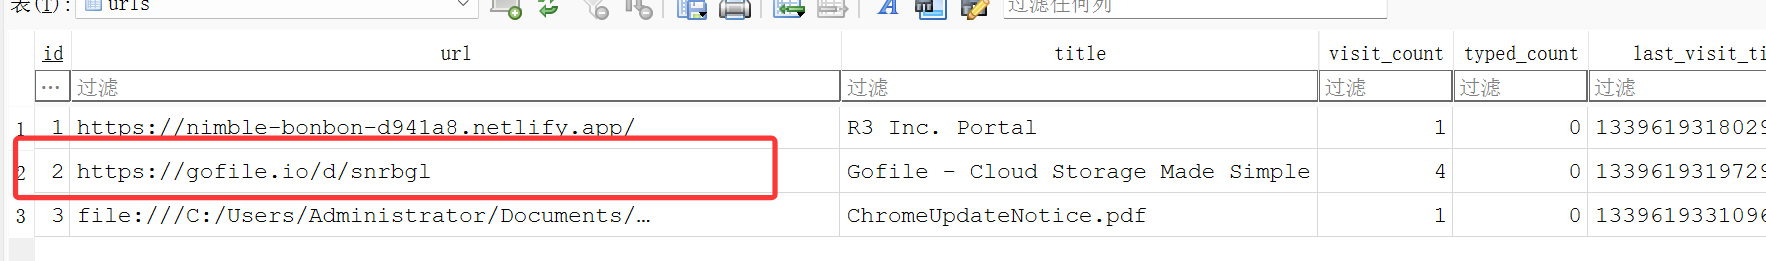 表(T): urls 过滤任何列
id url title visit_count typed_count last_visit_ti
… 过滤 过滤 过滤 过滤 过滤
1 1 https://nimble-bonbon-d941a8.netlify.app/ R3 Inc. Portal 1 0 1339619318029
2 2 https://gofile.io/d/snrbgl Gofile - Cloud Storage Made Simple 4 0 1339619319729
3 3 file:///C:/Users/Administrator/Documents/… ChromeUpdateNotice.pdf 1 0 1339619331096